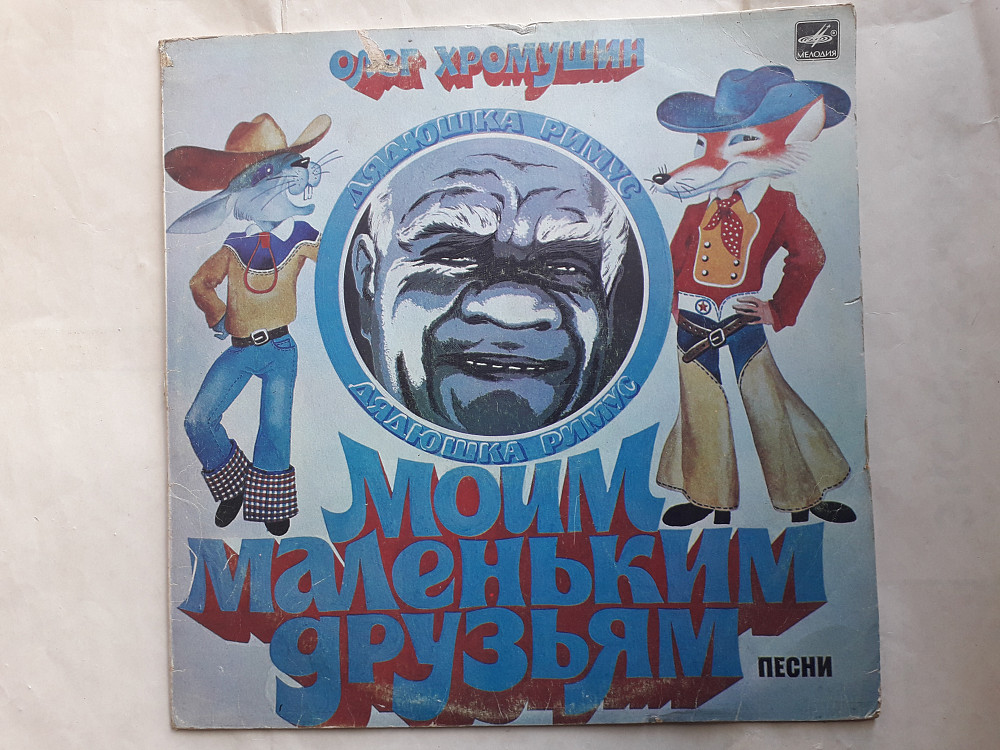 МЕЛОДИЯ
Олег Хромушин
ДЯДЮШКА РИМУС
ДЯДЮШКА РИМУС
Моим
маленьким
друзьям
ПЕСНИ